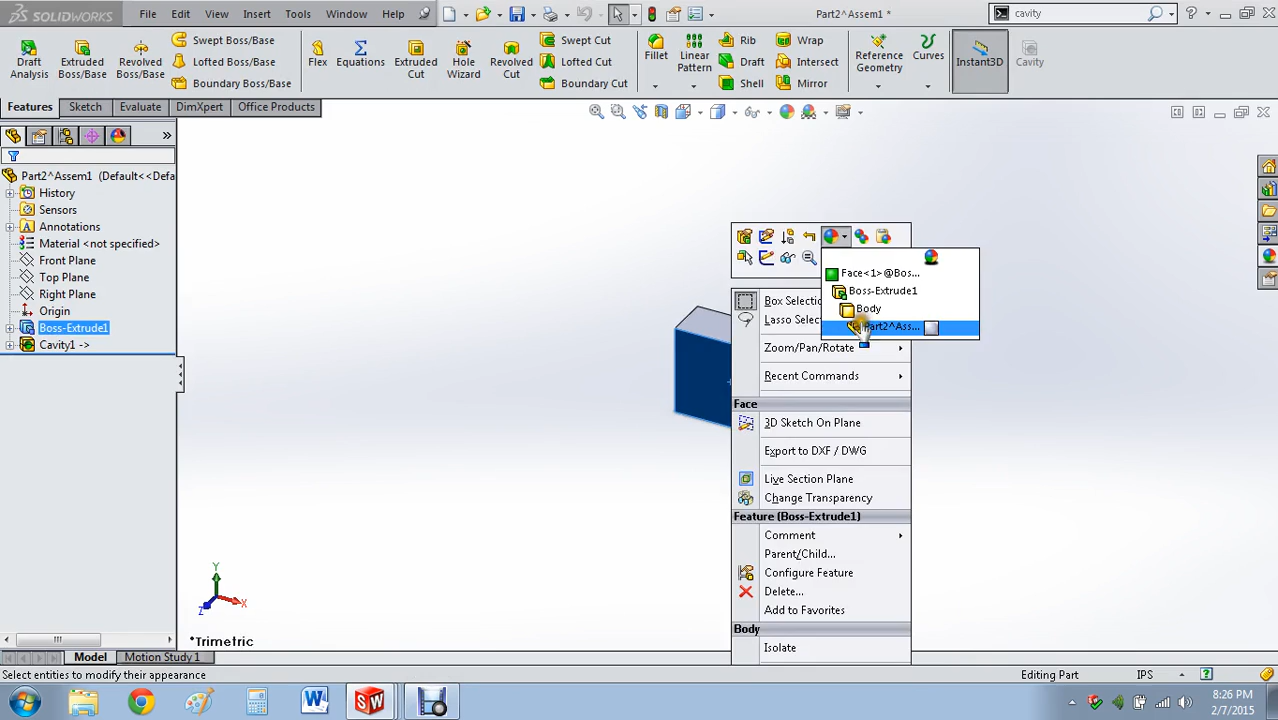 SOLIDWORKS File Edit View Insert Tools Window Help Part2^Assem1 * cavity
Draft Analysis
Extruded Boss/Base
Revolved Boss/Base
Swept Boss/Base
Lofted Boss/Base
Boundary Boss/Base
Flex
Equations
Extruded Cut
Hole Wizard
Revolved Cut
Swept Cut
Lofted Cut
Boundary Cut
Fillet
Linear Pattern
Rib
Draft
Shell
Wrap
Intersect
Mirror
Reference Geometry
Curves
Instant3D
Cavity
Features Sketch Evaluate DimXpert Office Products
Part2^Assem1 (Default<<Defa
History
Sensors
Annotations
Material <not specified>
Front Plane
Top Plane
Right Plane
Origin
Boss-Extrude1
Cavity1 ->
Face<1>@Bos...
Boss-Extrude1
Body
Part2^Ass...
Box Selectio
Lasso Selec
Zoom/Pan/Rotate
Recent Commands
Face
3D Sketch On Plane
Export to DXF / DWG
Live Section Plane
Change Transparency
Feature (Boss-Extrude1)
Comment
Parent/Child...
Configure Feature
Delete...
Add to Favorites
Body
Isolate
Y
X
Z
*Trimetric
Model Motion Study 1
Select entities to modify their appearance Editing Part IPS
8:26 PM
2/7/2015